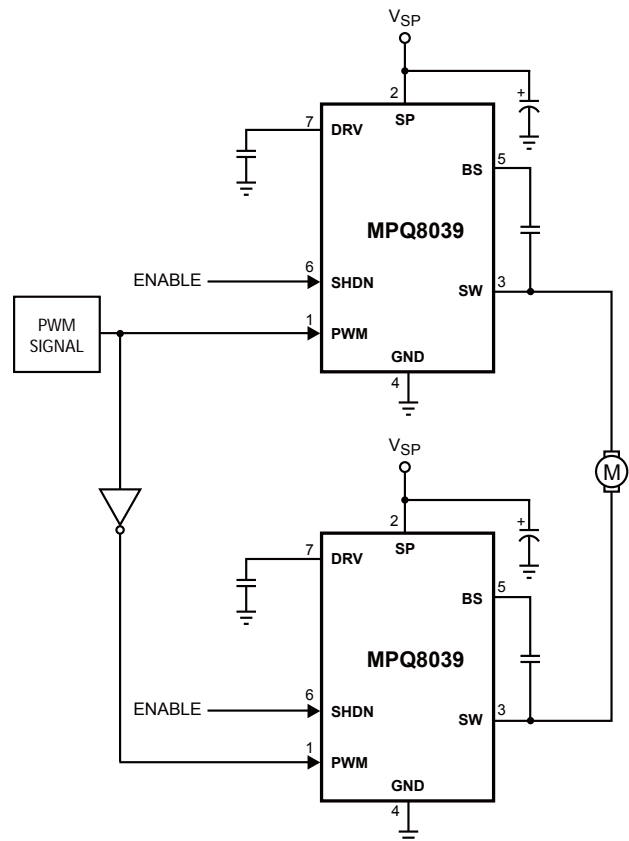 VSP
2
SP
7
DRV
+
5
BS
MPQ8039
6
ENABLE
SHDN
3
SW
PWM
SIGNAL
1
PWM
GND
4
M
VSP
2
SP
7
DRV
+
5
BS
MPQ8039
6
ENABLE
SHDN
3
SW
1
PWM
GND
4